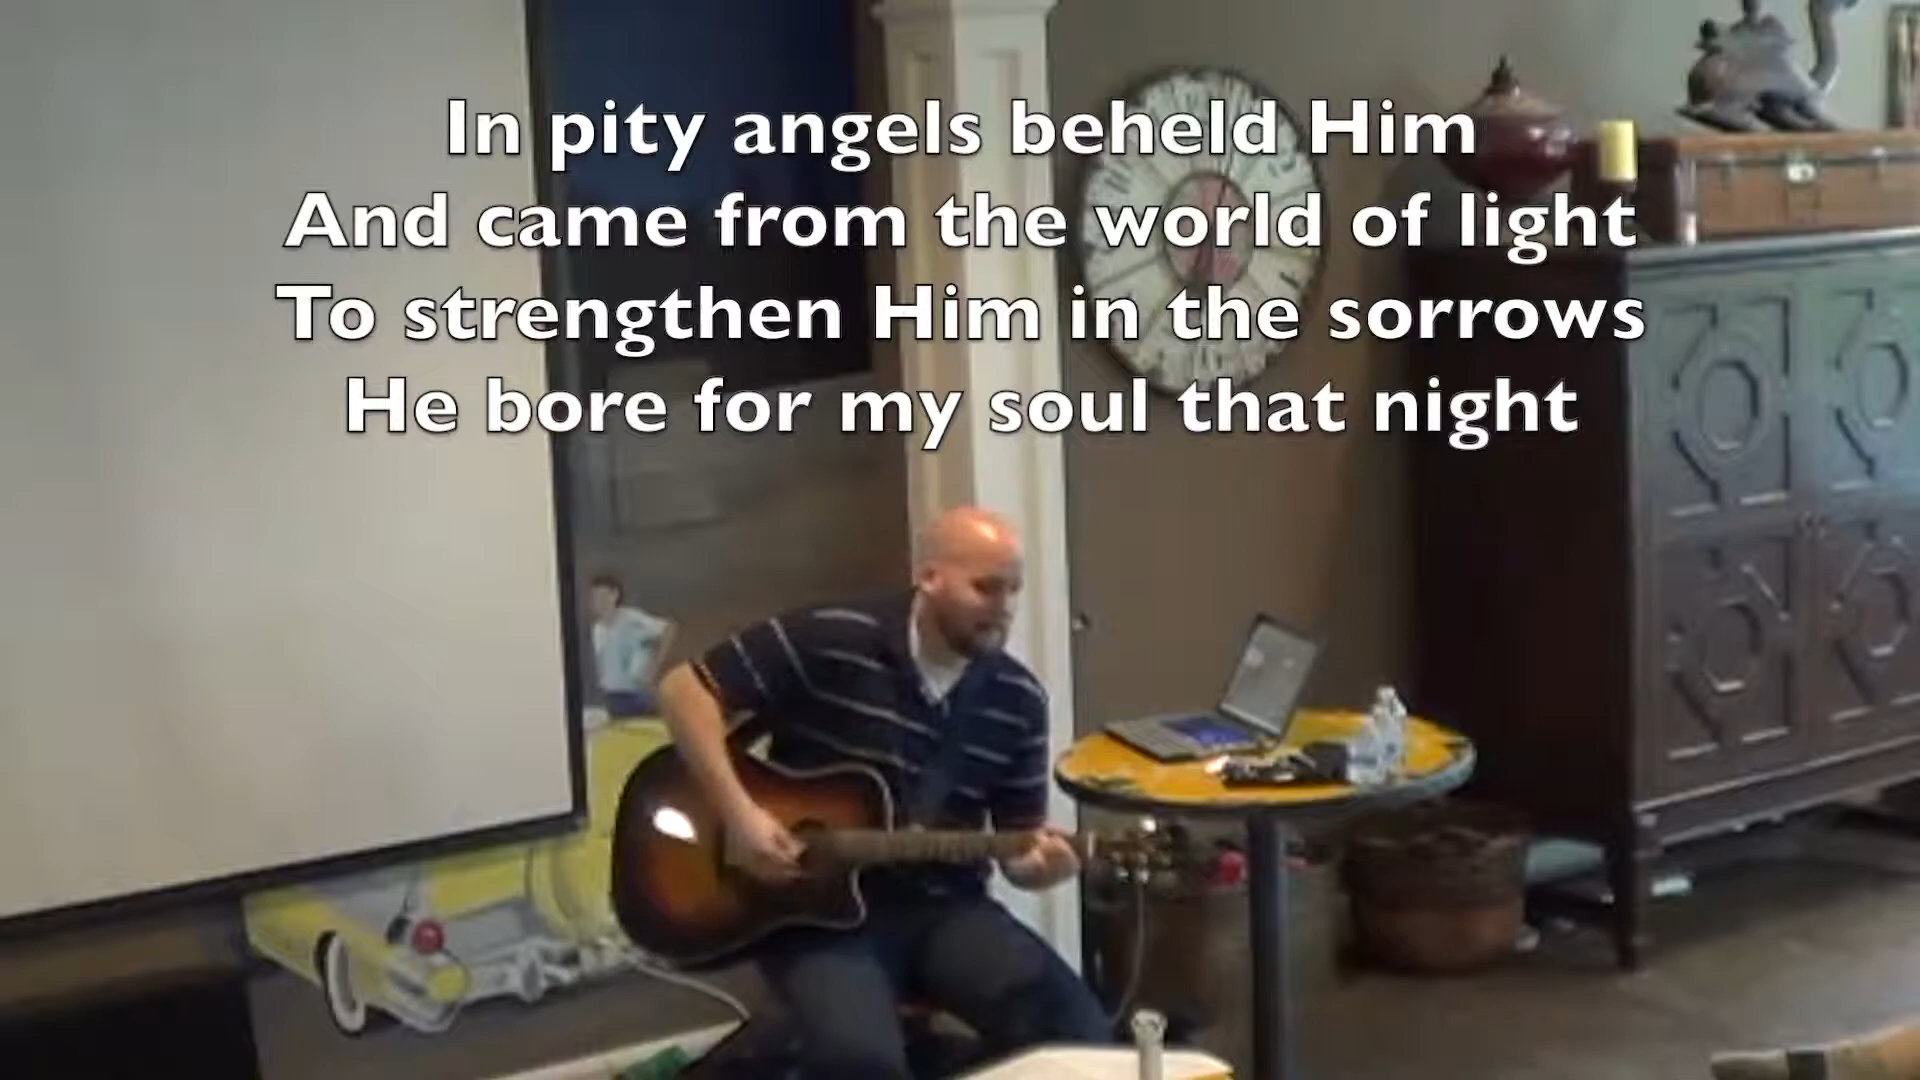 In pity angels beheld Him
And came from the world of light
To strengthen Him in the sorrows
He bore for my soul that night